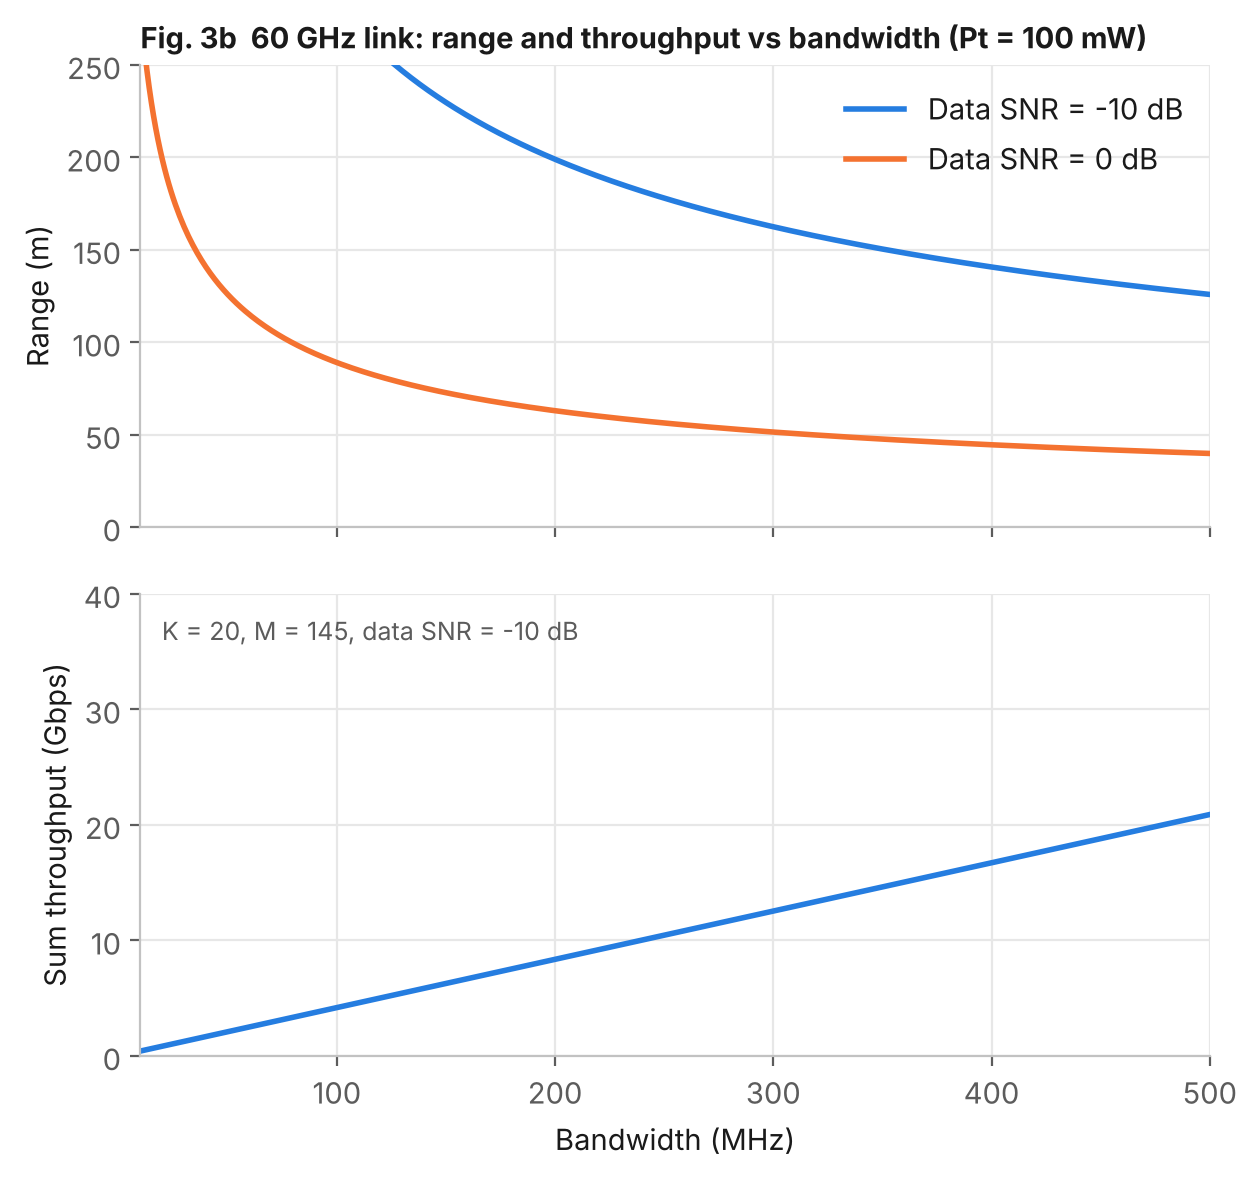 Fig. 3b 60 GHz link: range and throughput vs bandwidth (Pt = 100 mW)
250
200
150
100
50
0
Range (m)
Data SNR = -10 dB
Data SNR = 0 dB
40
30
20
10
0
Sum throughput (Gbps)
K = 20, M = 145, data SNR = -10 dB
100 200 300 400 500
Bandwidth (MHz)